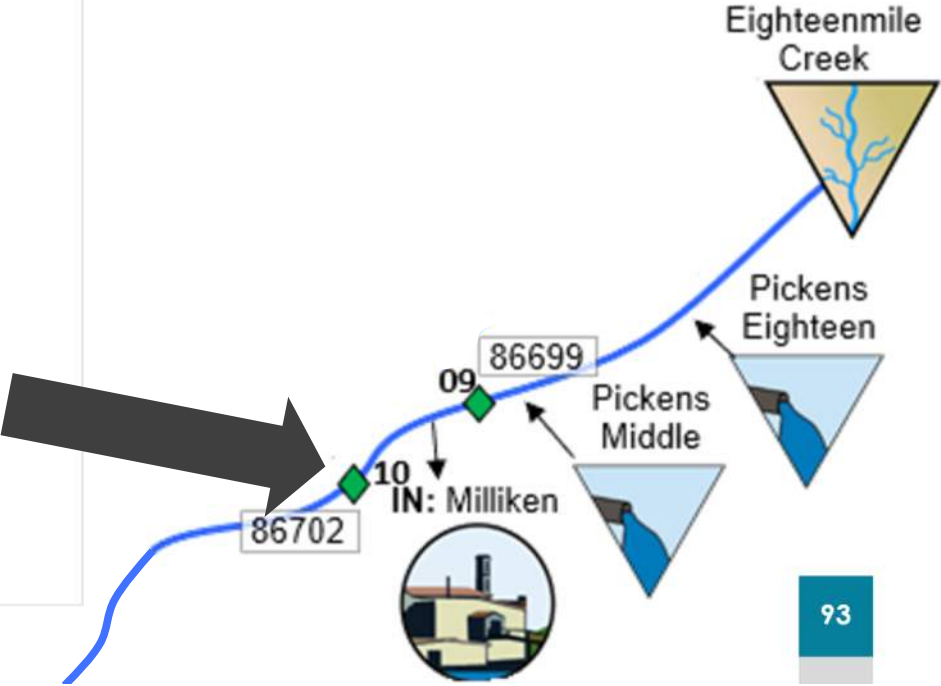 Eighteenmile
Creek
Pickens
Eighteen
86699
09
Pickens
Middle
10
IN: Milliken
86702
93